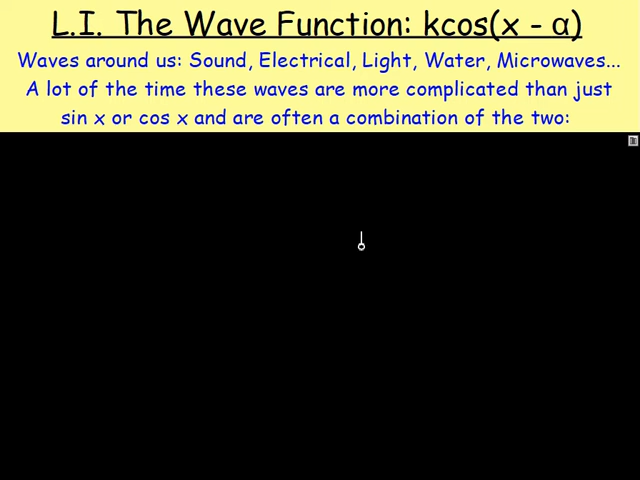 L.I. The Wave Function: kcos(x - α)
Waves around us: Sound, Electrical, Light, Water, Microwaves...
A lot of the time these waves are more complicated than just
sin x or cos x and are often a combination of the two: